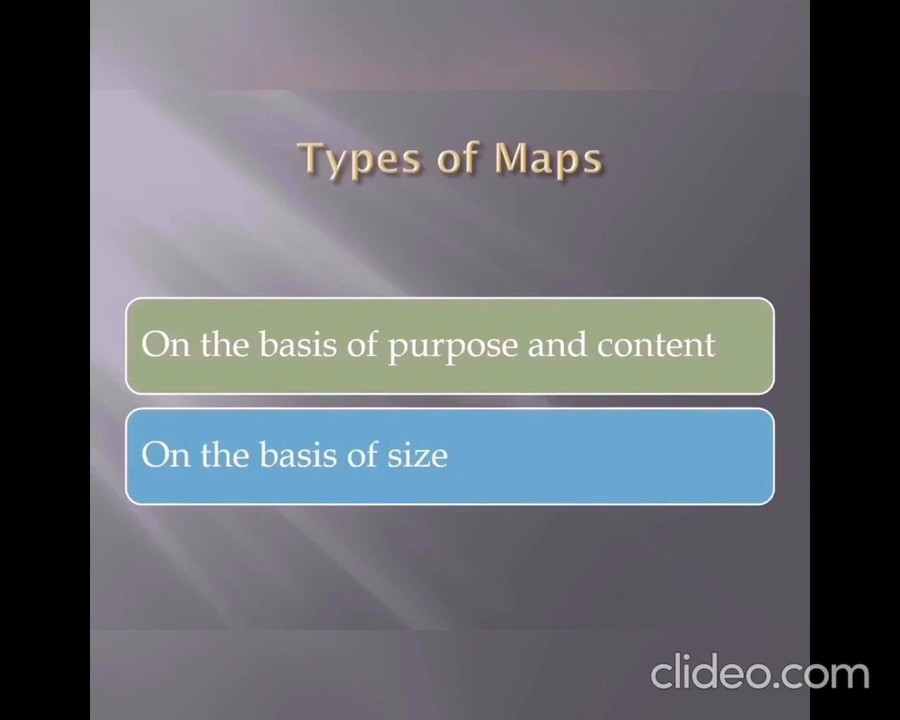 Types of Maps
On the basis of purpose and content
On the basis of size
clideo.com